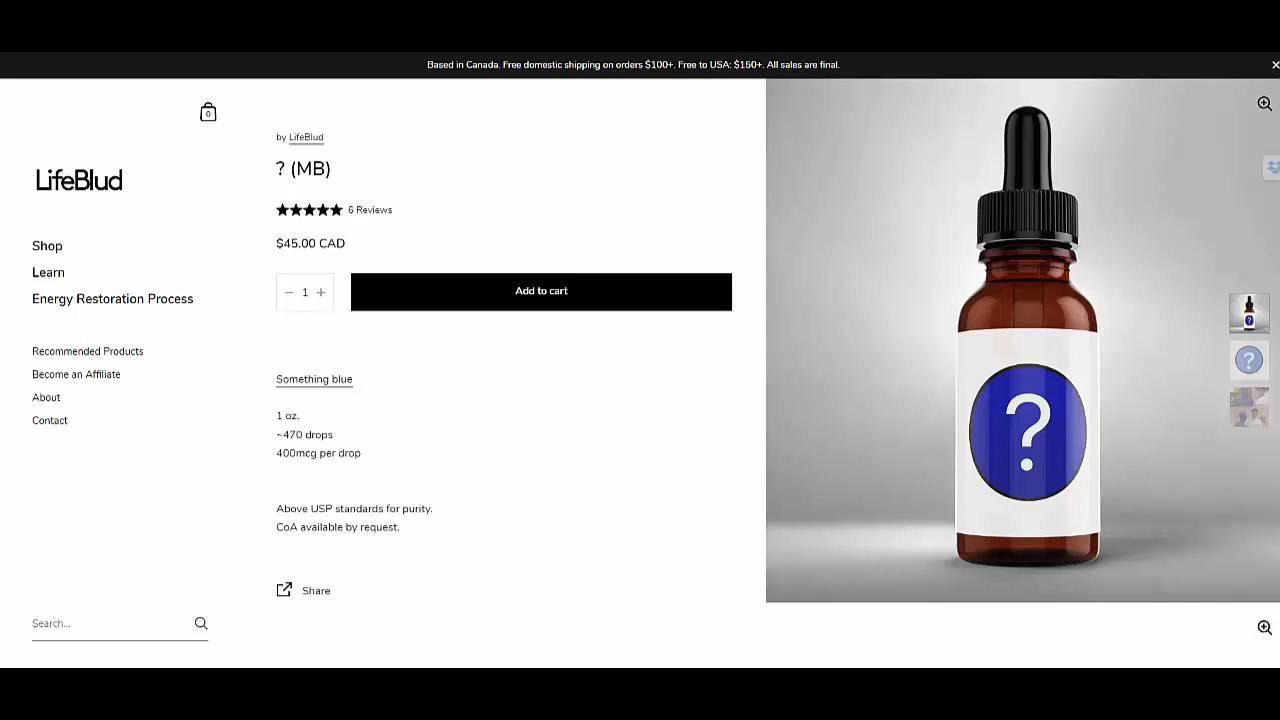 Based in Canada. Free domestic shipping on orders $100+. Free to USA: $150+. All sales are final.
0
LifeBlud
Shop
Learn
Energy Restoration Process
Recommended Products
Become an Affiliate
About
Contact
Search...
by LifeBlud
? (MB)
6 Reviews
$45.00 CAD
1
Add to cart
Something blue
1 oz.
~470 drops
400mcg per drop
Above USP standards for purity.
CoA available by request.
Share
?
?
?